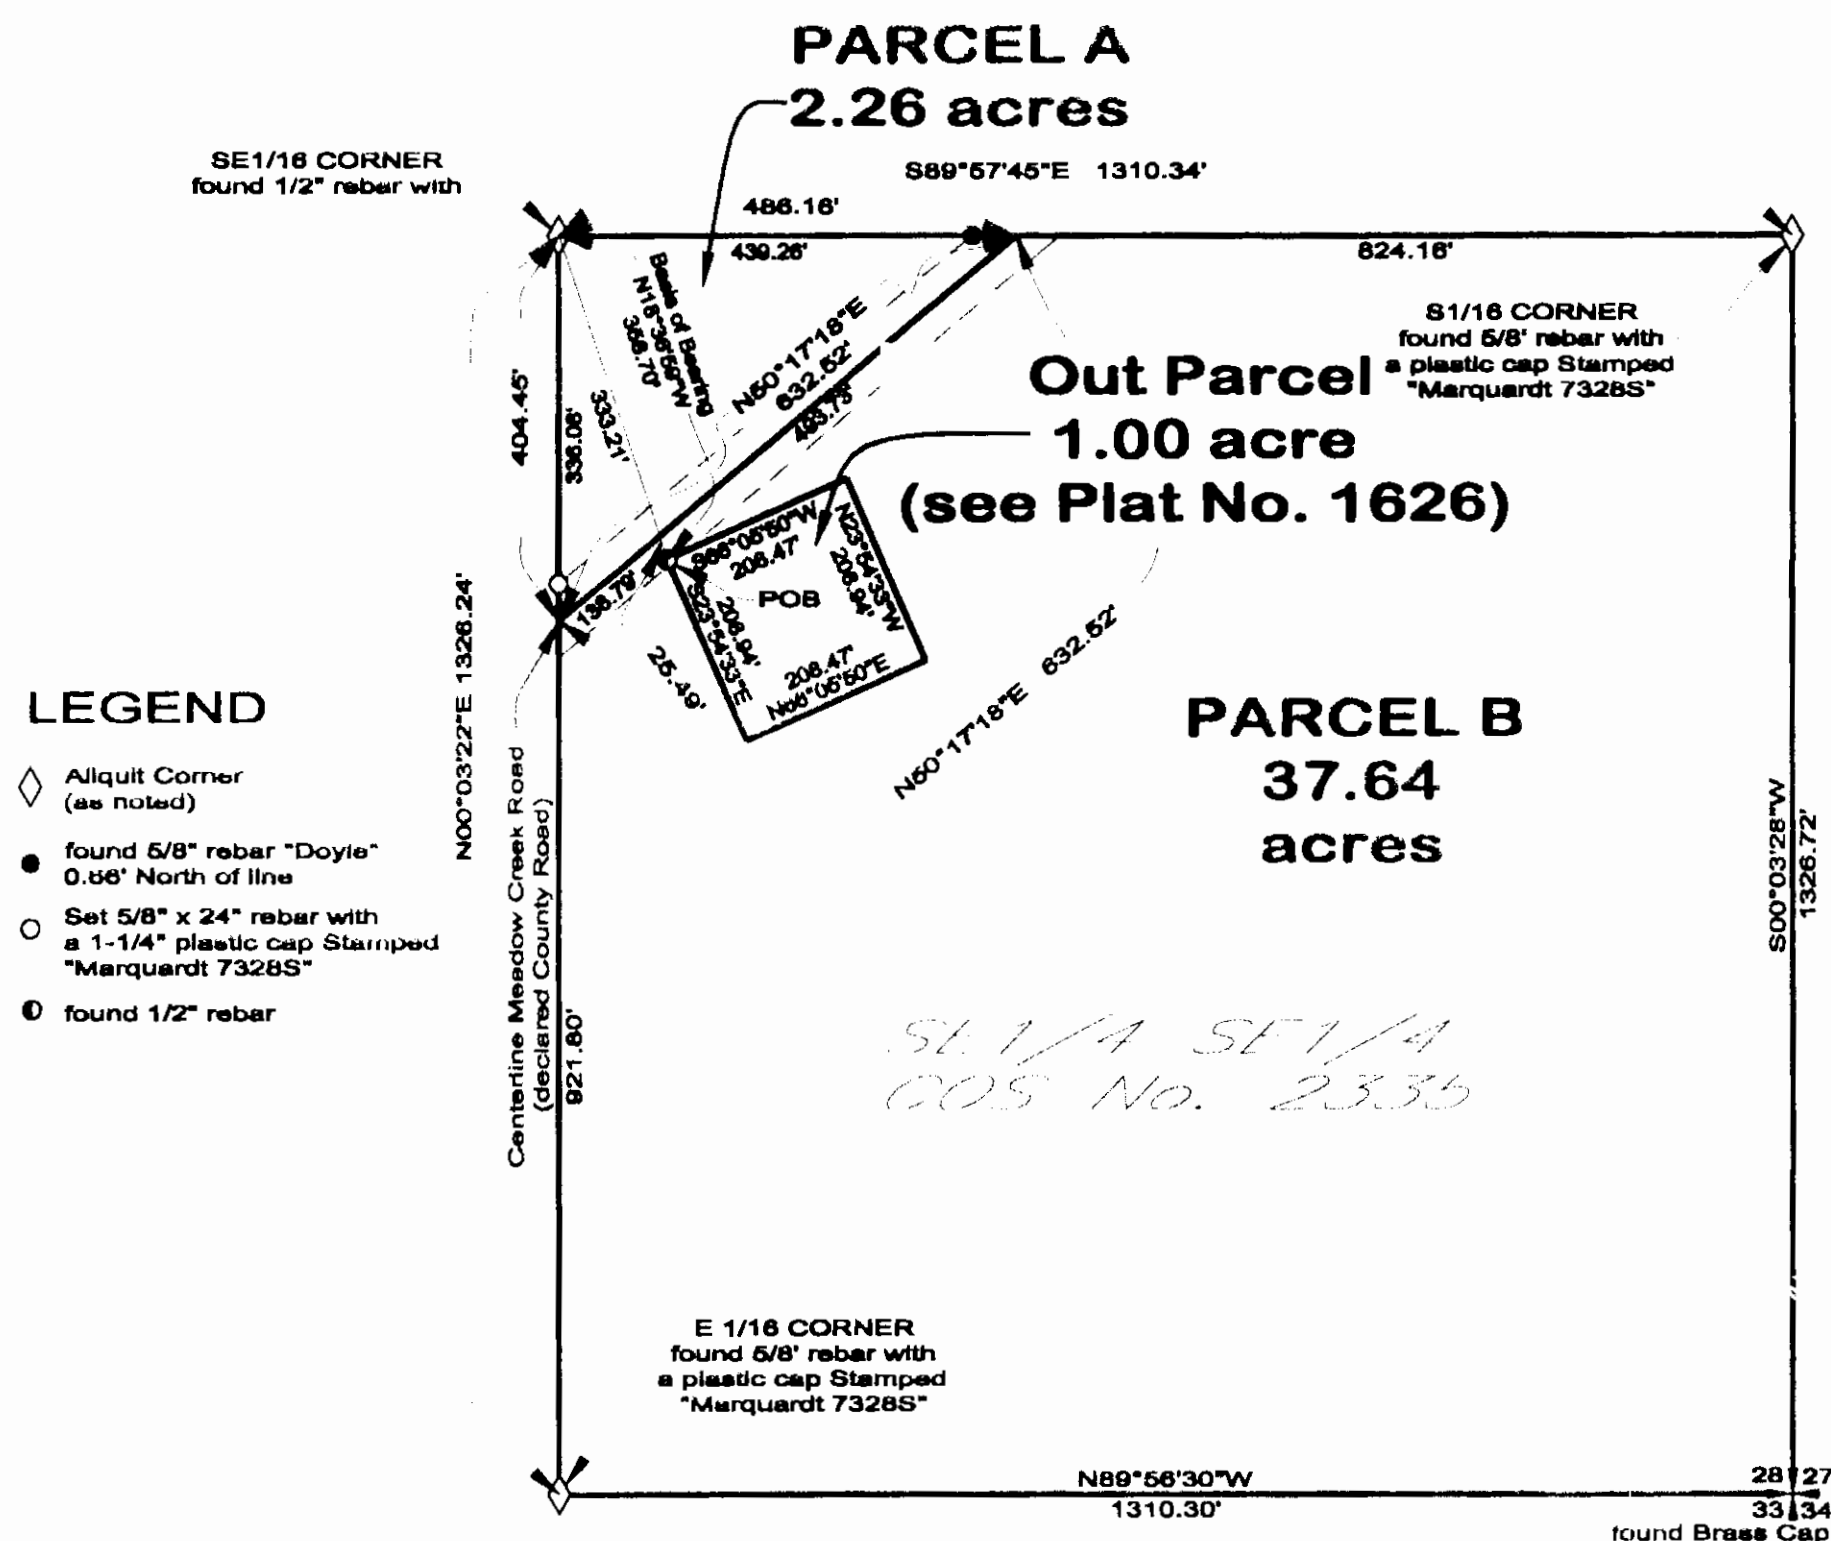 PARCEL A
2.26 acres
SE1/16 CORNER
found 1/2" rebar with
S89°57'45"E 1310.34'
486.16'
439.26'
824.16'
Basis of Bearing
N18°36'59"W
358.70'
S1/16 CORNER
found 5/8' rebar with
a plastic cap Stamped
"Marquardt 7328S"
N50°17'18"E
632.52'
493.73'
404.45'
336.08'
333.21'
Out Parcel
1.00 acre
(see Plat No. 1626)
S66°05'50"W
208.47'
N23°54'33"W
208.94'
138.79'
POB
S23°54'33"E
208.94'
208.47'
N66°05'50"E
25.49'
N50°17'18"E 632.52'
N00°03'22"E 1326.24'
LEGEND
Aliquit Corner
(as noted)
found 5/8" rebar "Doyle"
0.56' North of line
Set 5/8" x 24" rebar with
a 1-1/4" plastic cap Stamped
"Marquardt 7328S"
found 1/2" rebar
PARCEL B
37.64
acres
S00°03'28"W
1326.72'
Centerline Meadow Creek Road
(declared County Road)
921.80'
SE1/4 SE1/4
COS No. 2335
E 1/16 CORNER
found 5/8' rebar with
a plastic cap Stamped
"Marquardt 7328S"
N89°56'30"W
1310.30'
28 27
33 34
found Brass Cap